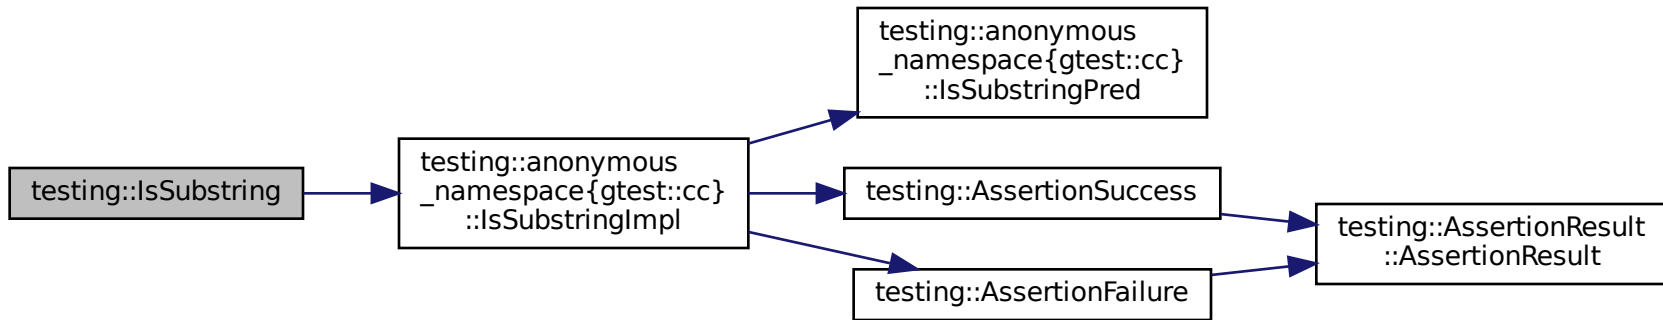 testing::IsSubstring
testing::anonymous
_namespace{gtest::cc}
::IsSubstringImpl
testing::anonymous
_namespace{gtest::cc}
::IsSubstringPred
testing::AssertionSuccess
testing::AssertionFailure
testing::AssertionResult
::AssertionResult